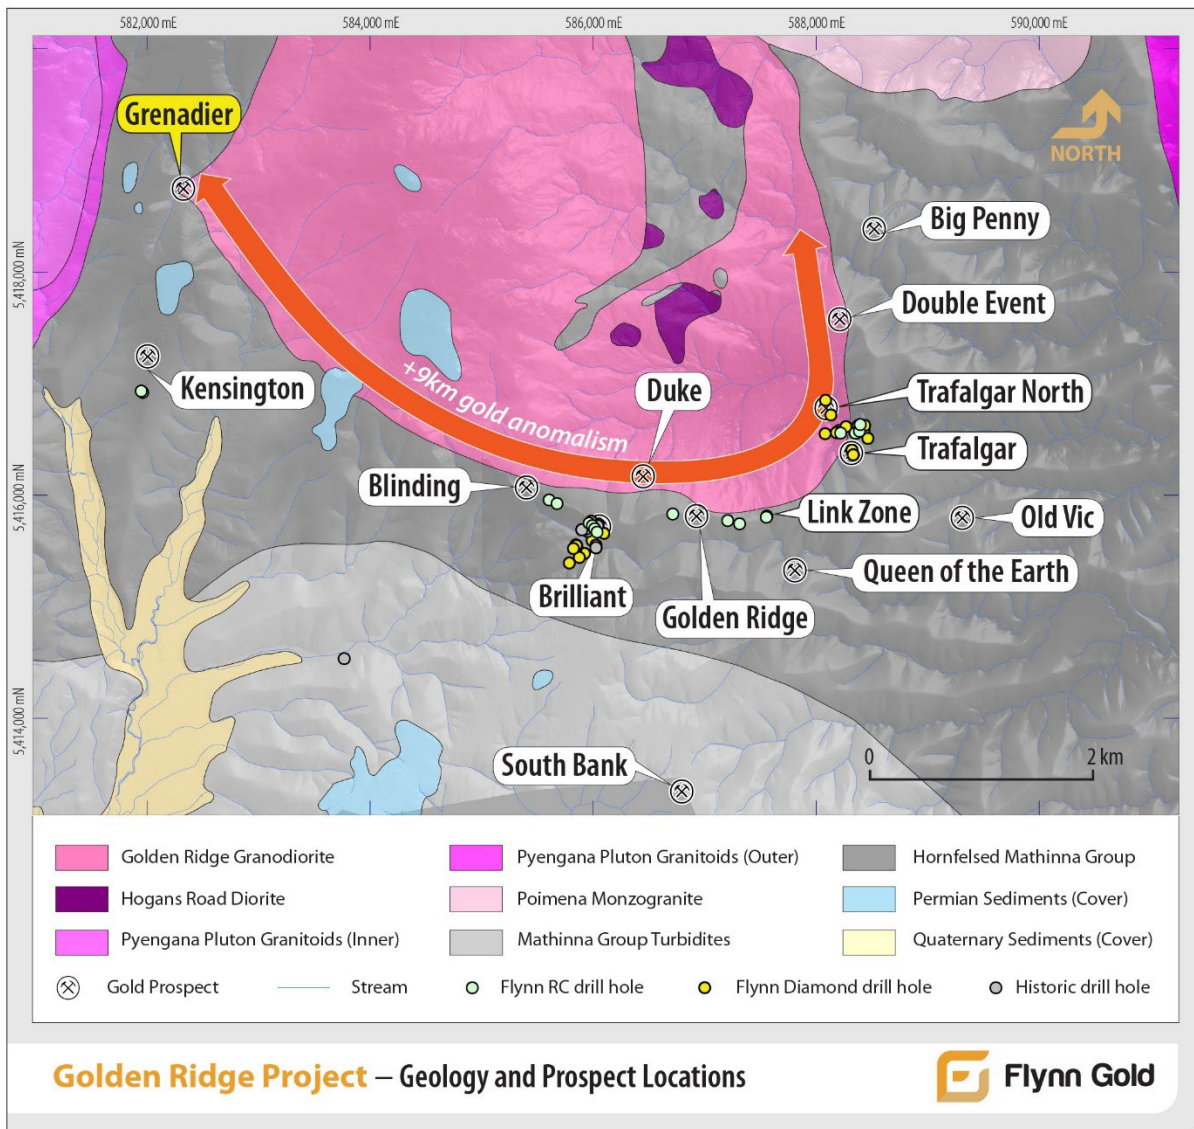 582,000 mE
584,000 mE
586,000 mE
588,000 mE
590,000 mE
Grenadier
NORTH
Big Penny
5,418,000 mN
Double Event
Kensington
+9km gold anomalism
Duke
Trafalgar North
Trafalgar
Blinding
5,416,000 mN
Link Zone
Old Vic
Queen of the Earth
Brilliant
Golden Ridge
5,414,000 mN
South Bank
0
2 km
Golden Ridge Granodiorite
Pyengana Pluton Granitoids (Outer)
Hornfelsed Mathinna Group
Hogans Road Diorite
Poimena Monzogranite
Permian Sediments (Cover)
Pyengana Pluton Granitoids (Inner)
Mathinna Group Turbidites
Quaternary Sediments (Cover)
Gold Prospect
Stream
Flynn RC drill hole
Flynn Diamond drill hole
Historic drill hole
Golden Ridge Project – Geology and Prospect Locations
Flynn Gold